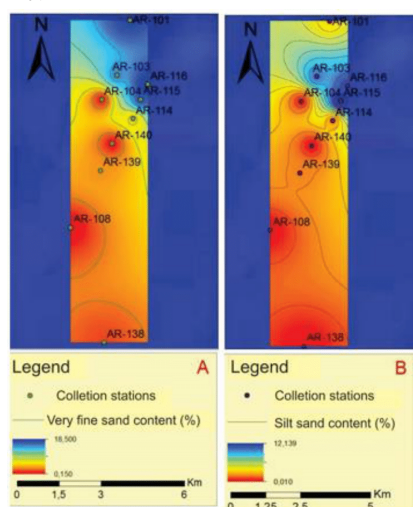 N
AR-101
AR-103
AR-116
AR-104
AR-115
AR-114
AR-140
AR-139
AR-108
AR-138
Legend A
Colletion stations
Very fine sand content (%)
18,500
0,150
0 1,5 3 6
Km
N
AR-101
AR-103
AR-116
AR-104
AR-115
AR-114
AR-140
AR-139
AR-108
AR-138
Legend B
Colletion stations
Silt sand content (%)
12,139
0,010
0 1,25 2,5 5
Km